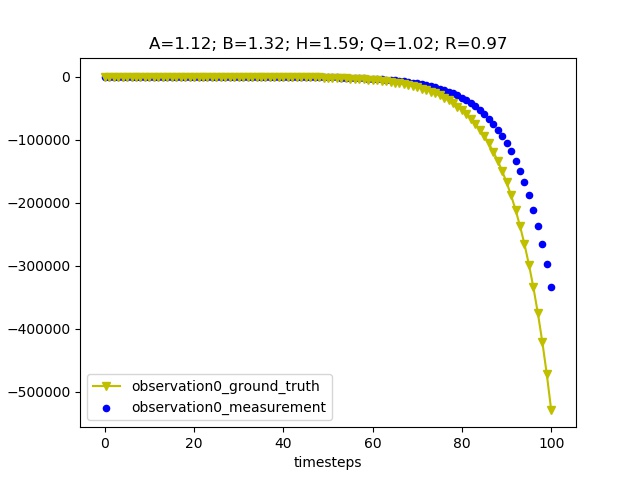 A=1.12; B=1.32; H=1.59; Q=1.02; R=0.97
0
−100000
−200000
−300000
−400000
−500000
observation0_ground_truth
observation0_measurement
0 20 40 60 80 100
timesteps